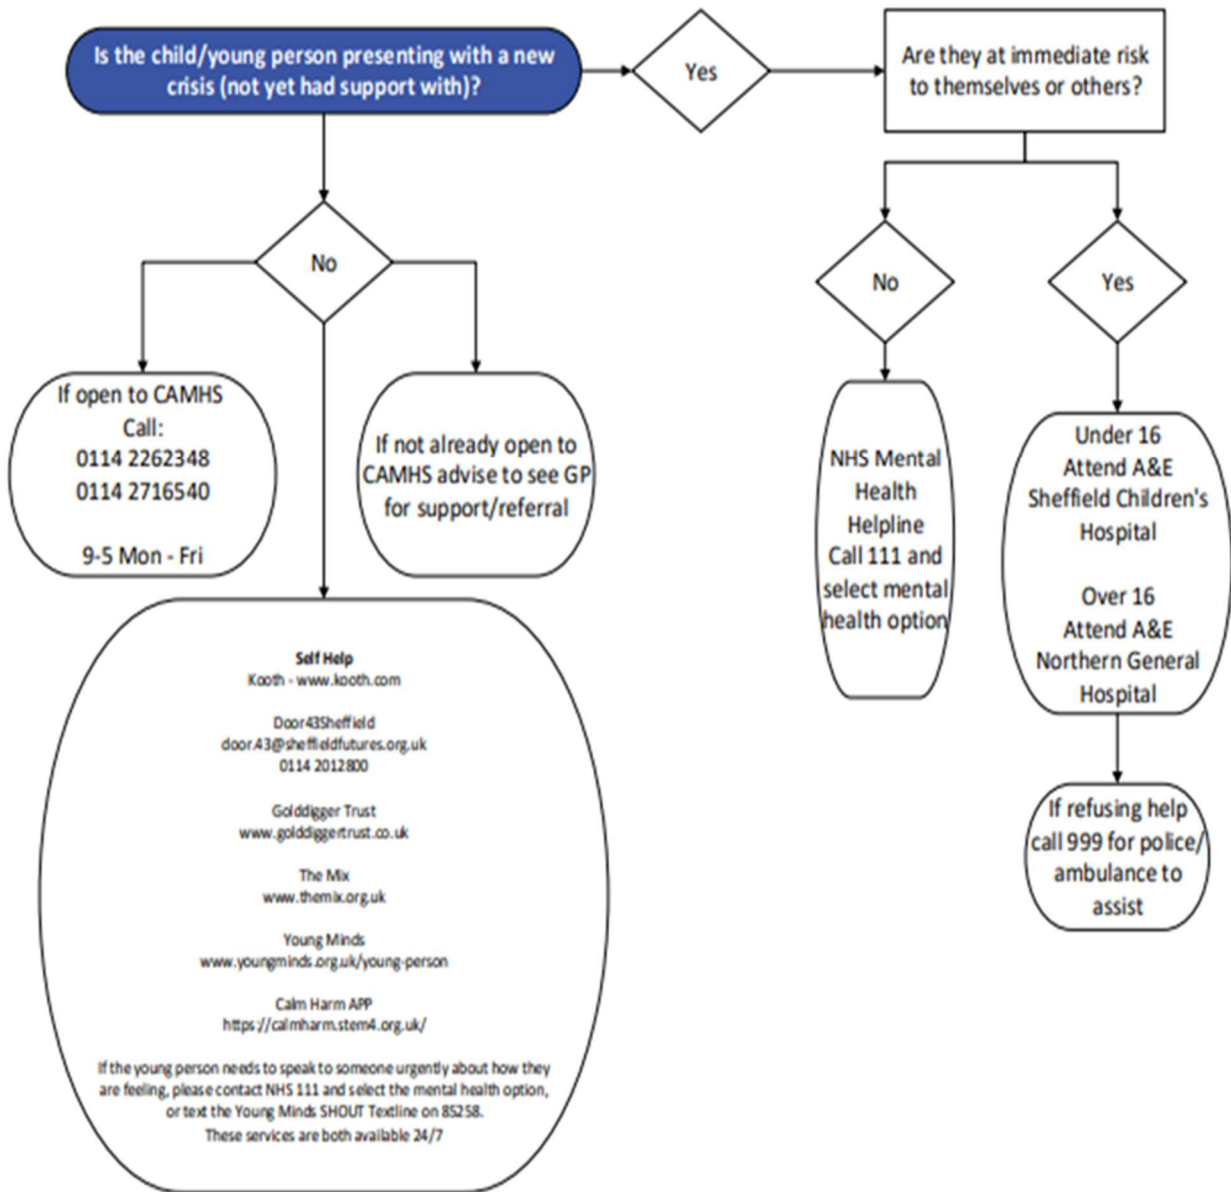 Is the child/young person presenting with a new
crisis (not yet had support with)?
Yes
Are they at immediate risk
to themselves or others?
No
If open to CAMHS
Call:
0114 2262348
0114 2716540
9-5 Mon - Fri
If not already open to
CAMHS advise to see GP
for support/referral
No
Yes
NHS Mental
Health
Helpline
Call 111 and
select mental
health option
Under 16
Attend A&E
Sheffield Children's
Hospital
Over 16
Attend A&E
Northern General
Hospital
If refusing help
call 999 for police/
ambulance to
assist
Self Help
Kooth - www.kooth.com
Door43Sheffield
door.43@sheffieldfutures.org.uk
0114 2012800
Golddigger Trust
www.golddiggertrust.co.uk
The Mix
www.themix.org.uk
Young Minds
www.youngminds.org.uk/young-person
Calm Harm APP
https://calmharm.stem4.org.uk/
If the young person needs to speak to someone urgently about how they
are feeling, please contact NHS 111 and select the mental health option,
or text the Young Minds SHOUT Textline on 85258.
These services are both available 24/7